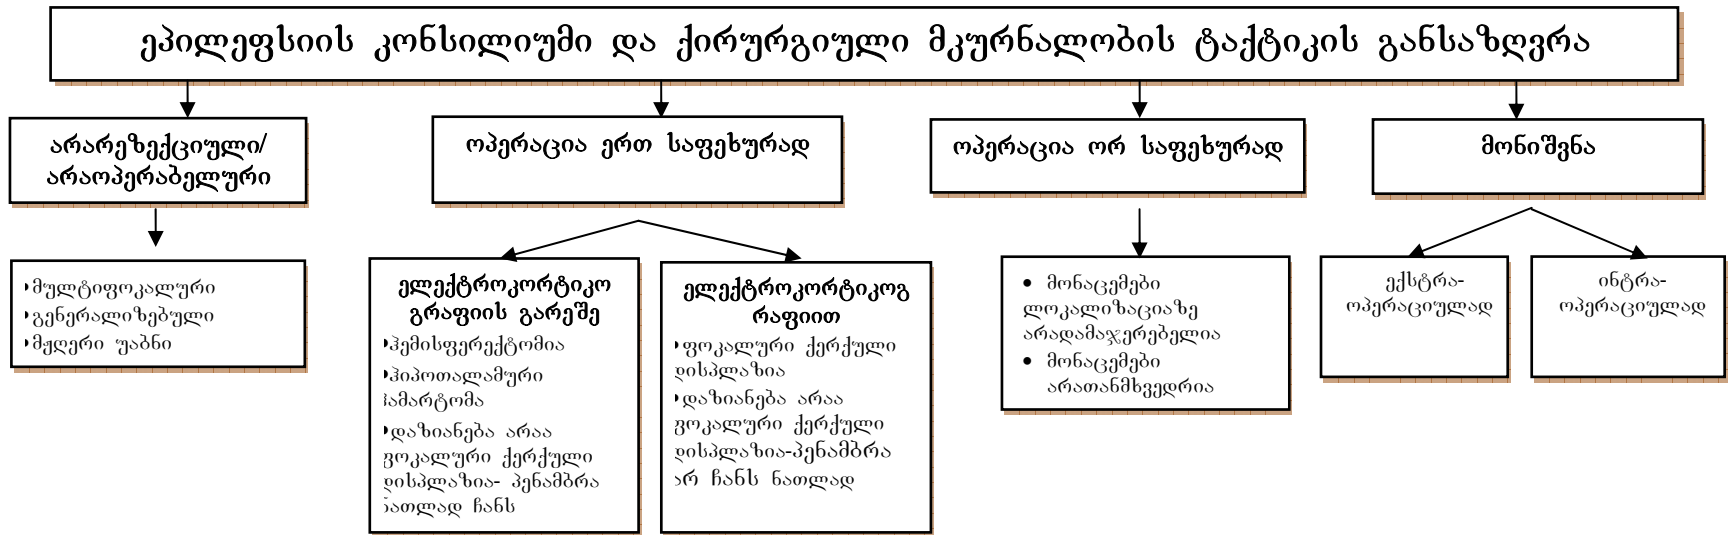 ეპილეფსიის კონსილიუმი და ქირურგიული მკურნალობის ტაქტიკის განსაზღვრა
არარეზექციული/
არაოპერაბელური
ოპერაცია ერთ საფეხურად
ოპერაცია ორ საფეხურად
მონიშვნა
მულტიფოკალური
გენერალიზებული
მჟღერი უაბნი
ელექტროკორტიკო
გრაფიის გარეშე
ჰემისფერექტომია
ჰიპოთალამური
ჰამარტომა
დაზიანება არაა
ფოკალური ქერქული
დისპლაზია- პენამბრა
ნათლად ჩანს
ელექტროკორტიკოგ
რაფიით
ფოკალური ქერქული
დისპლაზია
დაზიანება არაა
ფოკალური ქერქული
დისპლაზია-პენამბრა
არ ჩანს ნათლად
• მონაცემები
ლოკალიზაციაზე
არადამაჯერებელია
• მონაცემები
არათანმხვედრია
ექსტრა-
ოპერაციულად
ინტრა-
ოპერაციულად